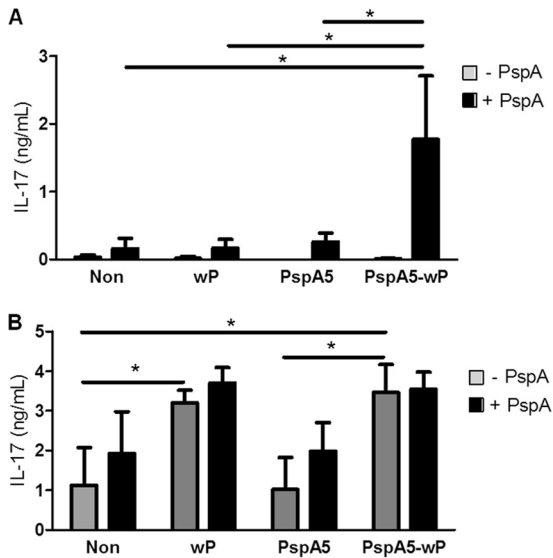 A
*
*
*
3
2
1
0
IL-17 (ng/mL)
- PspA
+ PspA
Non wP PspA5 PspA5-wP
B
*
*
*
5
4
3
2
1
0
IL-17 (ng/mL)
- PspA
+ PspA
Non wP PspA5 PspA5-wP